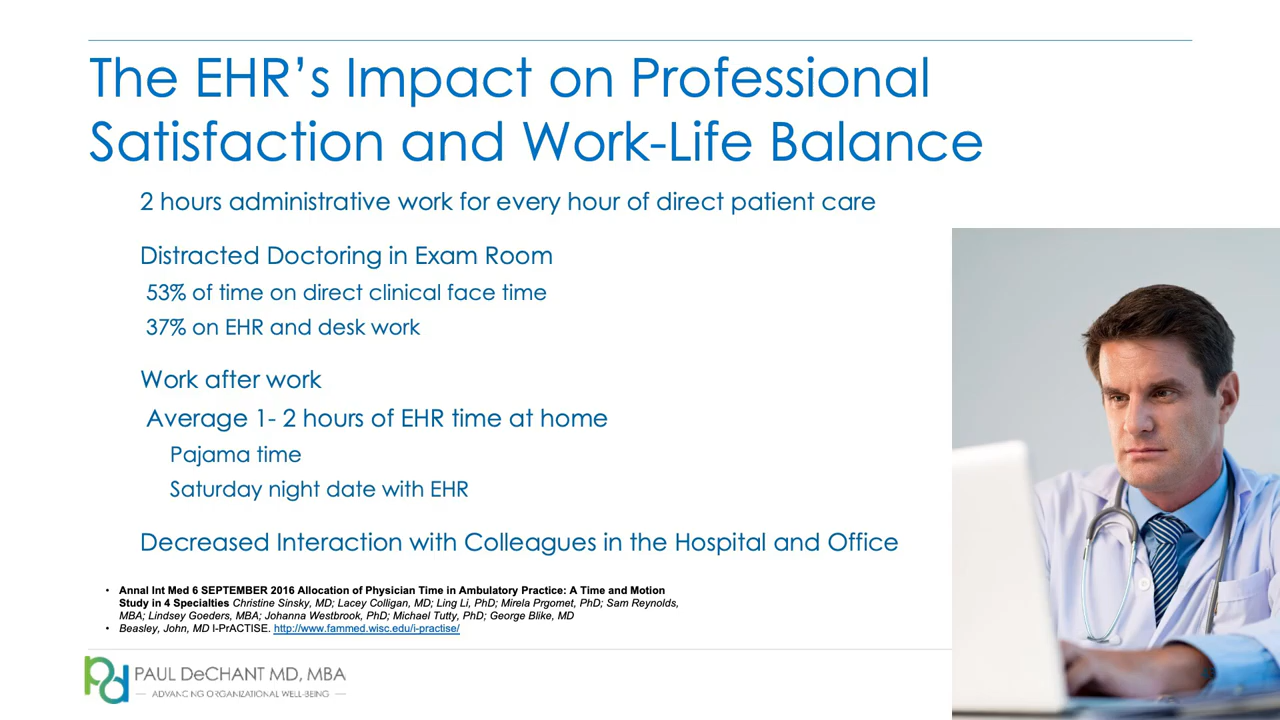 The EHR’s Impact on Professional
Satisfaction and Work-Life Balance
2 hours administrative work for every hour of direct patient care
Distracted Doctoring in Exam Room
53% of time on direct clinical face time
37% on EHR and desk work
Work after work
Average 1- 2 hours of EHR time at home
Pajama time
Saturday night date with EHR
Decreased Interaction with Colleagues in the Hospital and Office
• Annal Int Med 6 SEPTEMBER 2016 Allocation of Physician Time in Ambulatory Practice: A Time and Motion
Study in 4 Specialties Christine Sinsky, MD; Lacey Colligan, MD; Ling Li, PhD; Mirela Prgomet, PhD; Sam Reynolds,
MBA; Lindsey Goeders, MBA; Johanna Westbrook, PhD; Michael Tutty, PhD; George Blike, MD
• Beasley, John, MD I-PrACTISE. http://www.fammed.wisc.edu/i-practise/
pd PAUL DeCHANT MD, MBA
— ADVANCING ORGANIZATIONAL WELL-BEING —